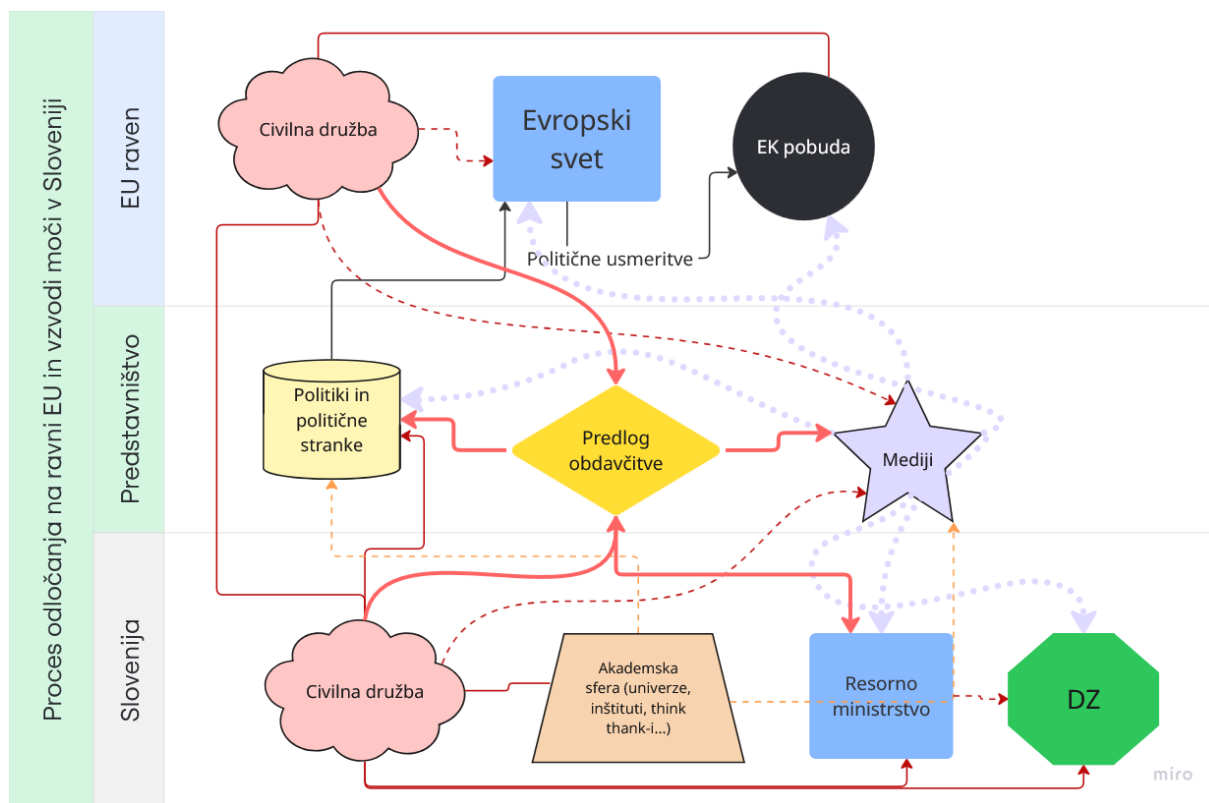 Proces odločanja na ravni EU in vzvodi moči v Sloveniji
EU raven
Civilna družba
Evropski
svet
EK pobuda
Politične usmeritve
Predstavništvo
Politiki in
politične
stranke
Predlog
obdavčitve
Mediji
Slovenija
Civilna družba
Akademska
sfera (univerze,
inštituti, think
thank-i...)
Resorno
ministrstvo
DZ
miro